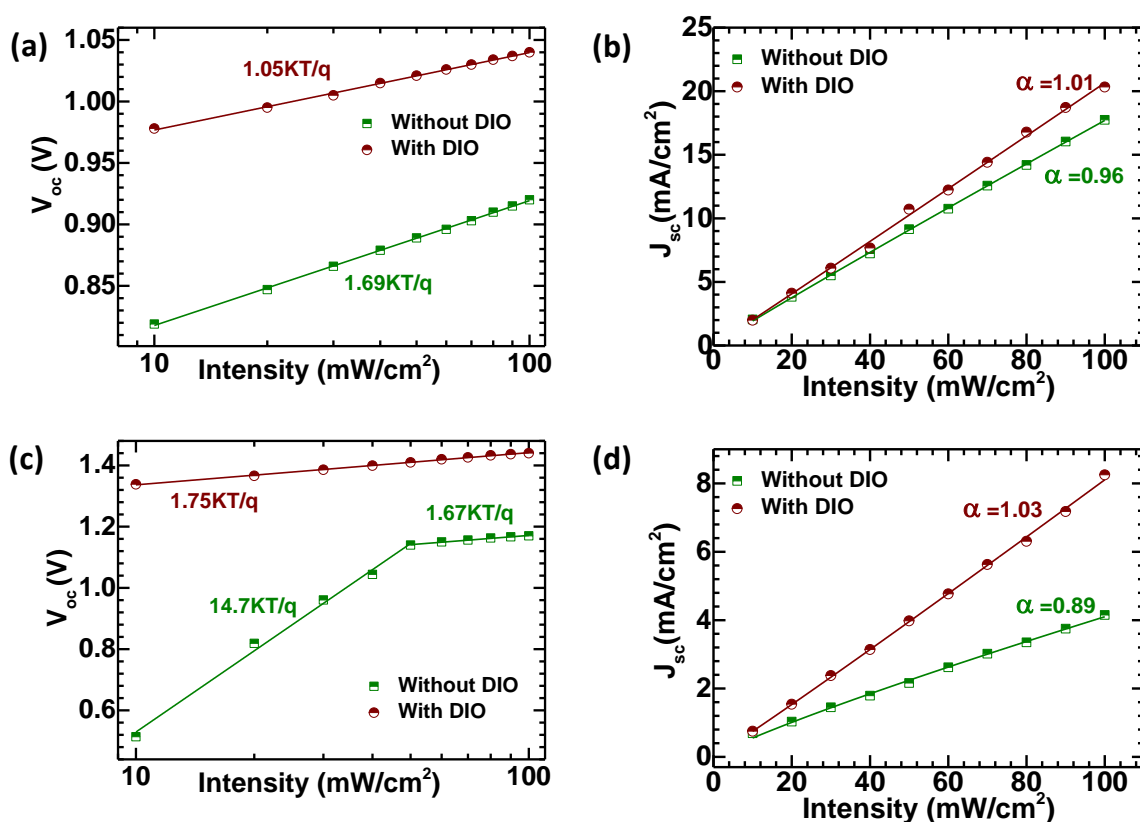 (a)
1.05
1.00
0.95
0.90
0.85
V_oc (V)
1.05KT/q
1.69KT/q
Without DIO
With DIO
10
100
Intensity (mW/cm²)
(b)
25
20
15
10
5
0
J_sc(mA/cm²)
Without DIO
With DIO
α =1.01
α =0.96
0
20
40
60
80
100
Intensity (mW/cm²)
(c)
1.4
1.2
1.0
0.8
0.6
V_oc (V)
1.75KT/q
1.67KT/q
14.7KT/q
Without DIO
With DIO
10
100
Intensity (mW/cm²)
(d)
8
6
4
2
0
J_sc(mA/cm²)
Without DIO
With DIO
α =1.03
α =0.89
0
20
40
60
80
100
Intensity (mW/cm²)